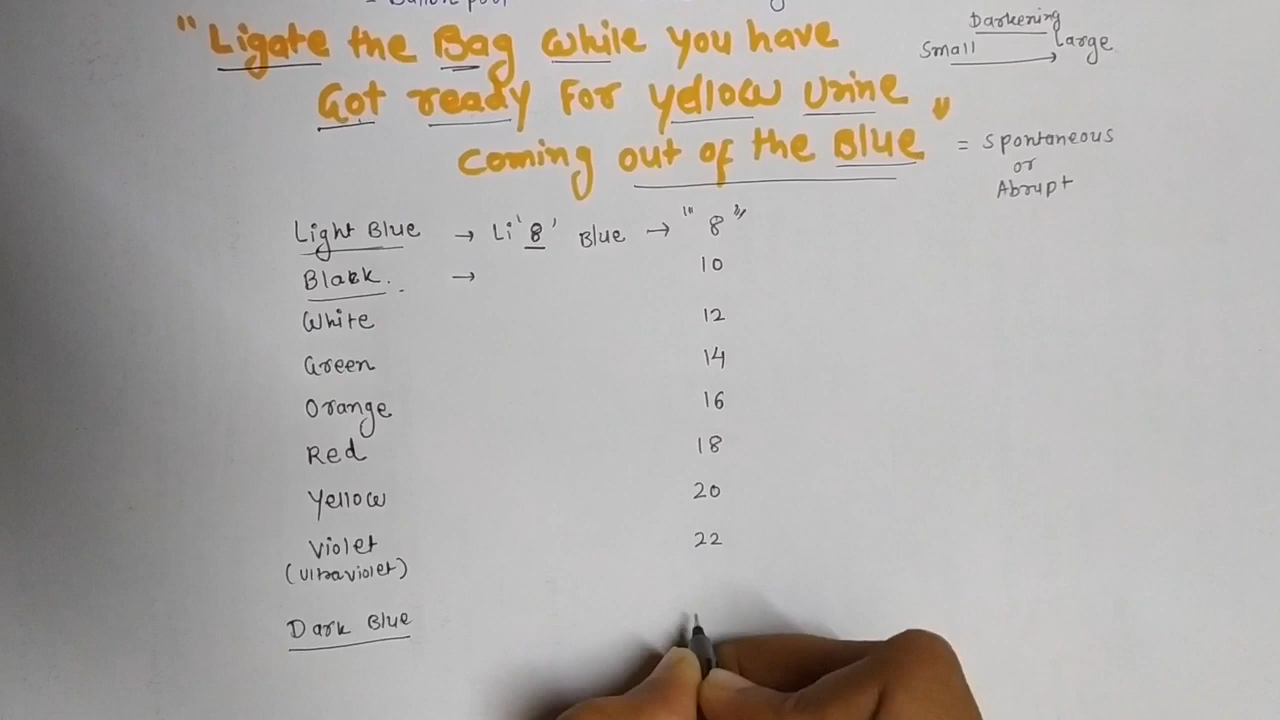 "Ligate the Bag while you have
Got ready For yellow urine"
coming out of the Blue
= Spontaneous
or
Abrupt
Darkening
Small → large
Light Blue → Li '8' Blue → "8"
Black. → 10
White 12
Green 14
Orange 16
Red 18
Yellow 20
Violet 22
(Ultraviolet)
Dark Blue